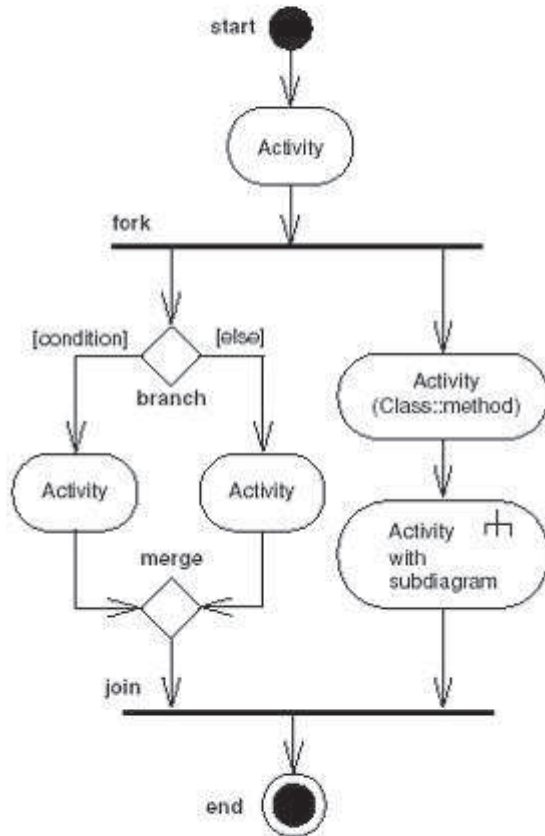 start
Activity
fork
[condition]
[else]
branch
Activity
(Class::method)
Activity
Activity
Activity
with
subdiagram
merge
join
end